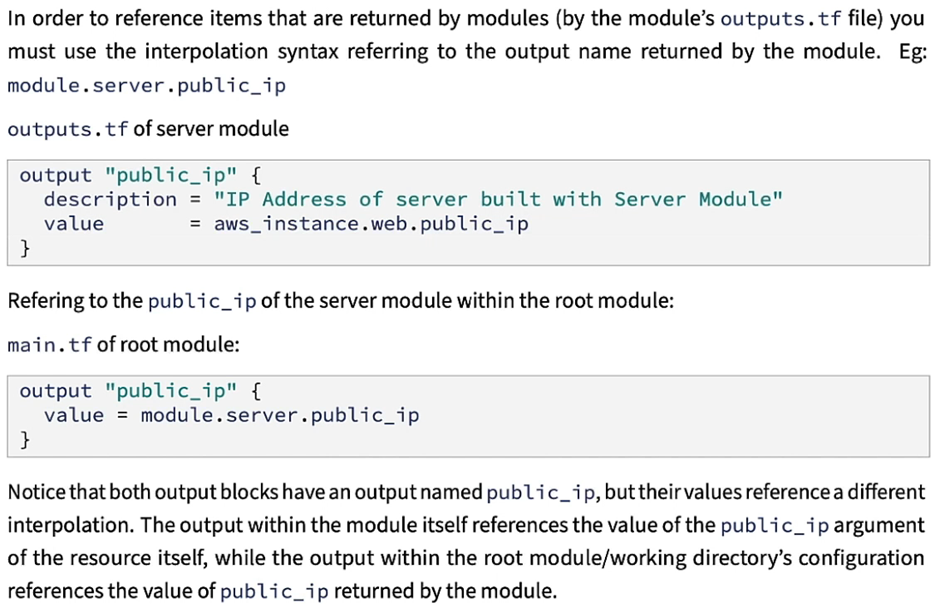 In order to reference items that are returned by modules (by the module’s outputs.tf file) you
must use the interpolation syntax referring to the output name returned by the module. Eg:
module.server.public_ip
outputs.tf of server module
output "public_ip" {
  description = "IP Address of server built with Server Module"
  value       = aws_instance.web.public_ip
}
Refering to the public_ip of the server module within the root module:
main.tf of root module:
output "public_ip" {
  value = module.server.public_ip
}
Notice that both output blocks have an output named public_ip, but their values reference a different
interpolation. The output within the module itself references the value of the public_ip argument
of the resource itself, while the output within the root module/working directory’s configuration
references the value of public_ip returned by the module.